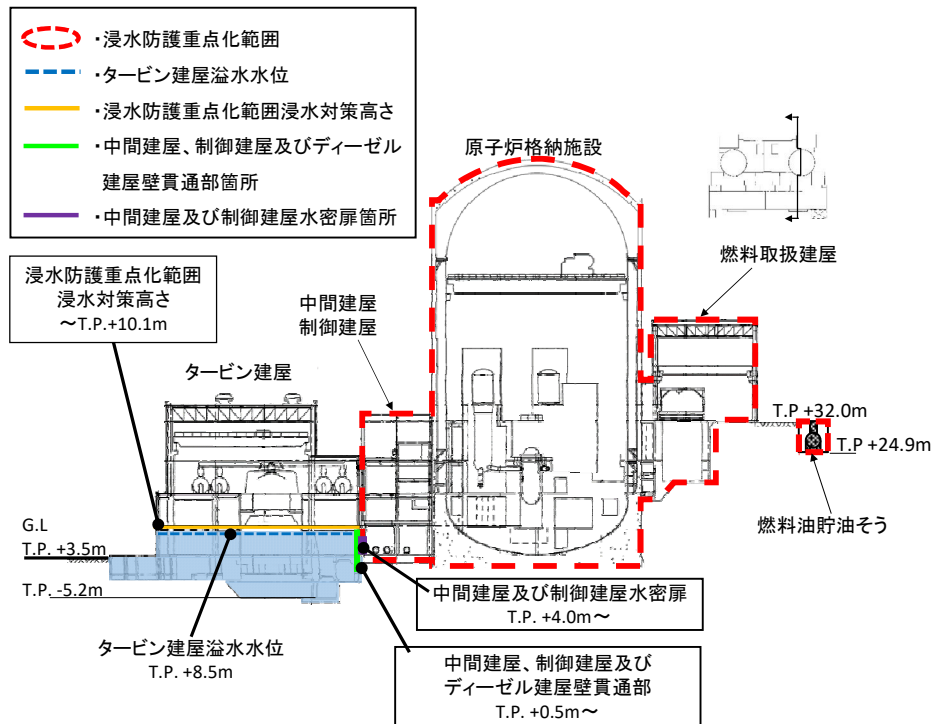 ・浸水防護重点化範囲
・タービン建屋溢水水位
・浸水防護重点化範囲浸水対策高さ
・中間建屋、制御建屋及びディーゼル
建屋壁貫通部箇所
・中間建屋及び制御建屋水密扉箇所
原子炉格納施設
燃料取扱建屋
浸水防護重点化範囲
浸水対策高さ
～T.P.+10.1m
中間建屋
制御建屋
タービン建屋
T.P +32.0m
T.P +24.9m
燃料油貯油そう
G.L
T.P. +3.5m
T.P. -5.2m
中間建屋及び制御建屋水密扉
T.P. +4.0m～
タービン建屋溢水水位
T.P. +8.5m
中間建屋、制御建屋及び
ディーゼル建屋壁貫通部
T.P. +0.5m～